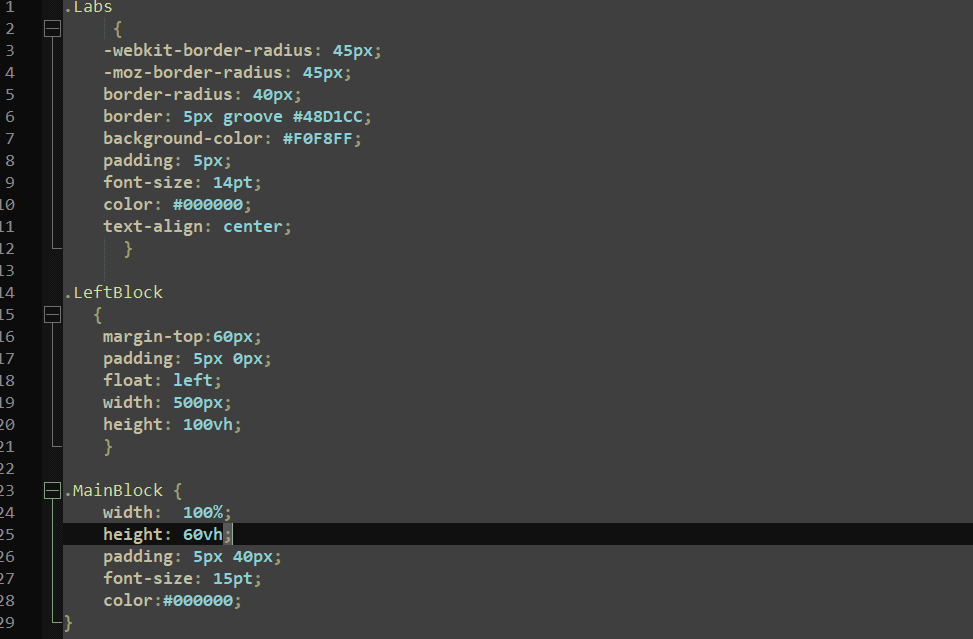 1 .Labs
2 {
3 -webkit-border-radius: 45px;
4 -moz-border-radius: 45px;
5 border-radius: 40px;
6 border: 5px groove #48D1CC;
7 background-color: #F0F8FF;
8 padding: 5px;
9 font-size: 14pt;
10 color: #000000;
11 text-align: center;
12 }
13
14 .LeftBlock
15 {
16 margin-top:60px;
17 padding: 5px 0px;
18 float: left;
19 width: 500px;
20 height: 100vh;
21 }
22
23 .MainBlock {
24 width:  100%;
25 height: 60vh;
26 padding: 5px 40px;
27 font-size: 15pt;
28 color:#000000;
29 }